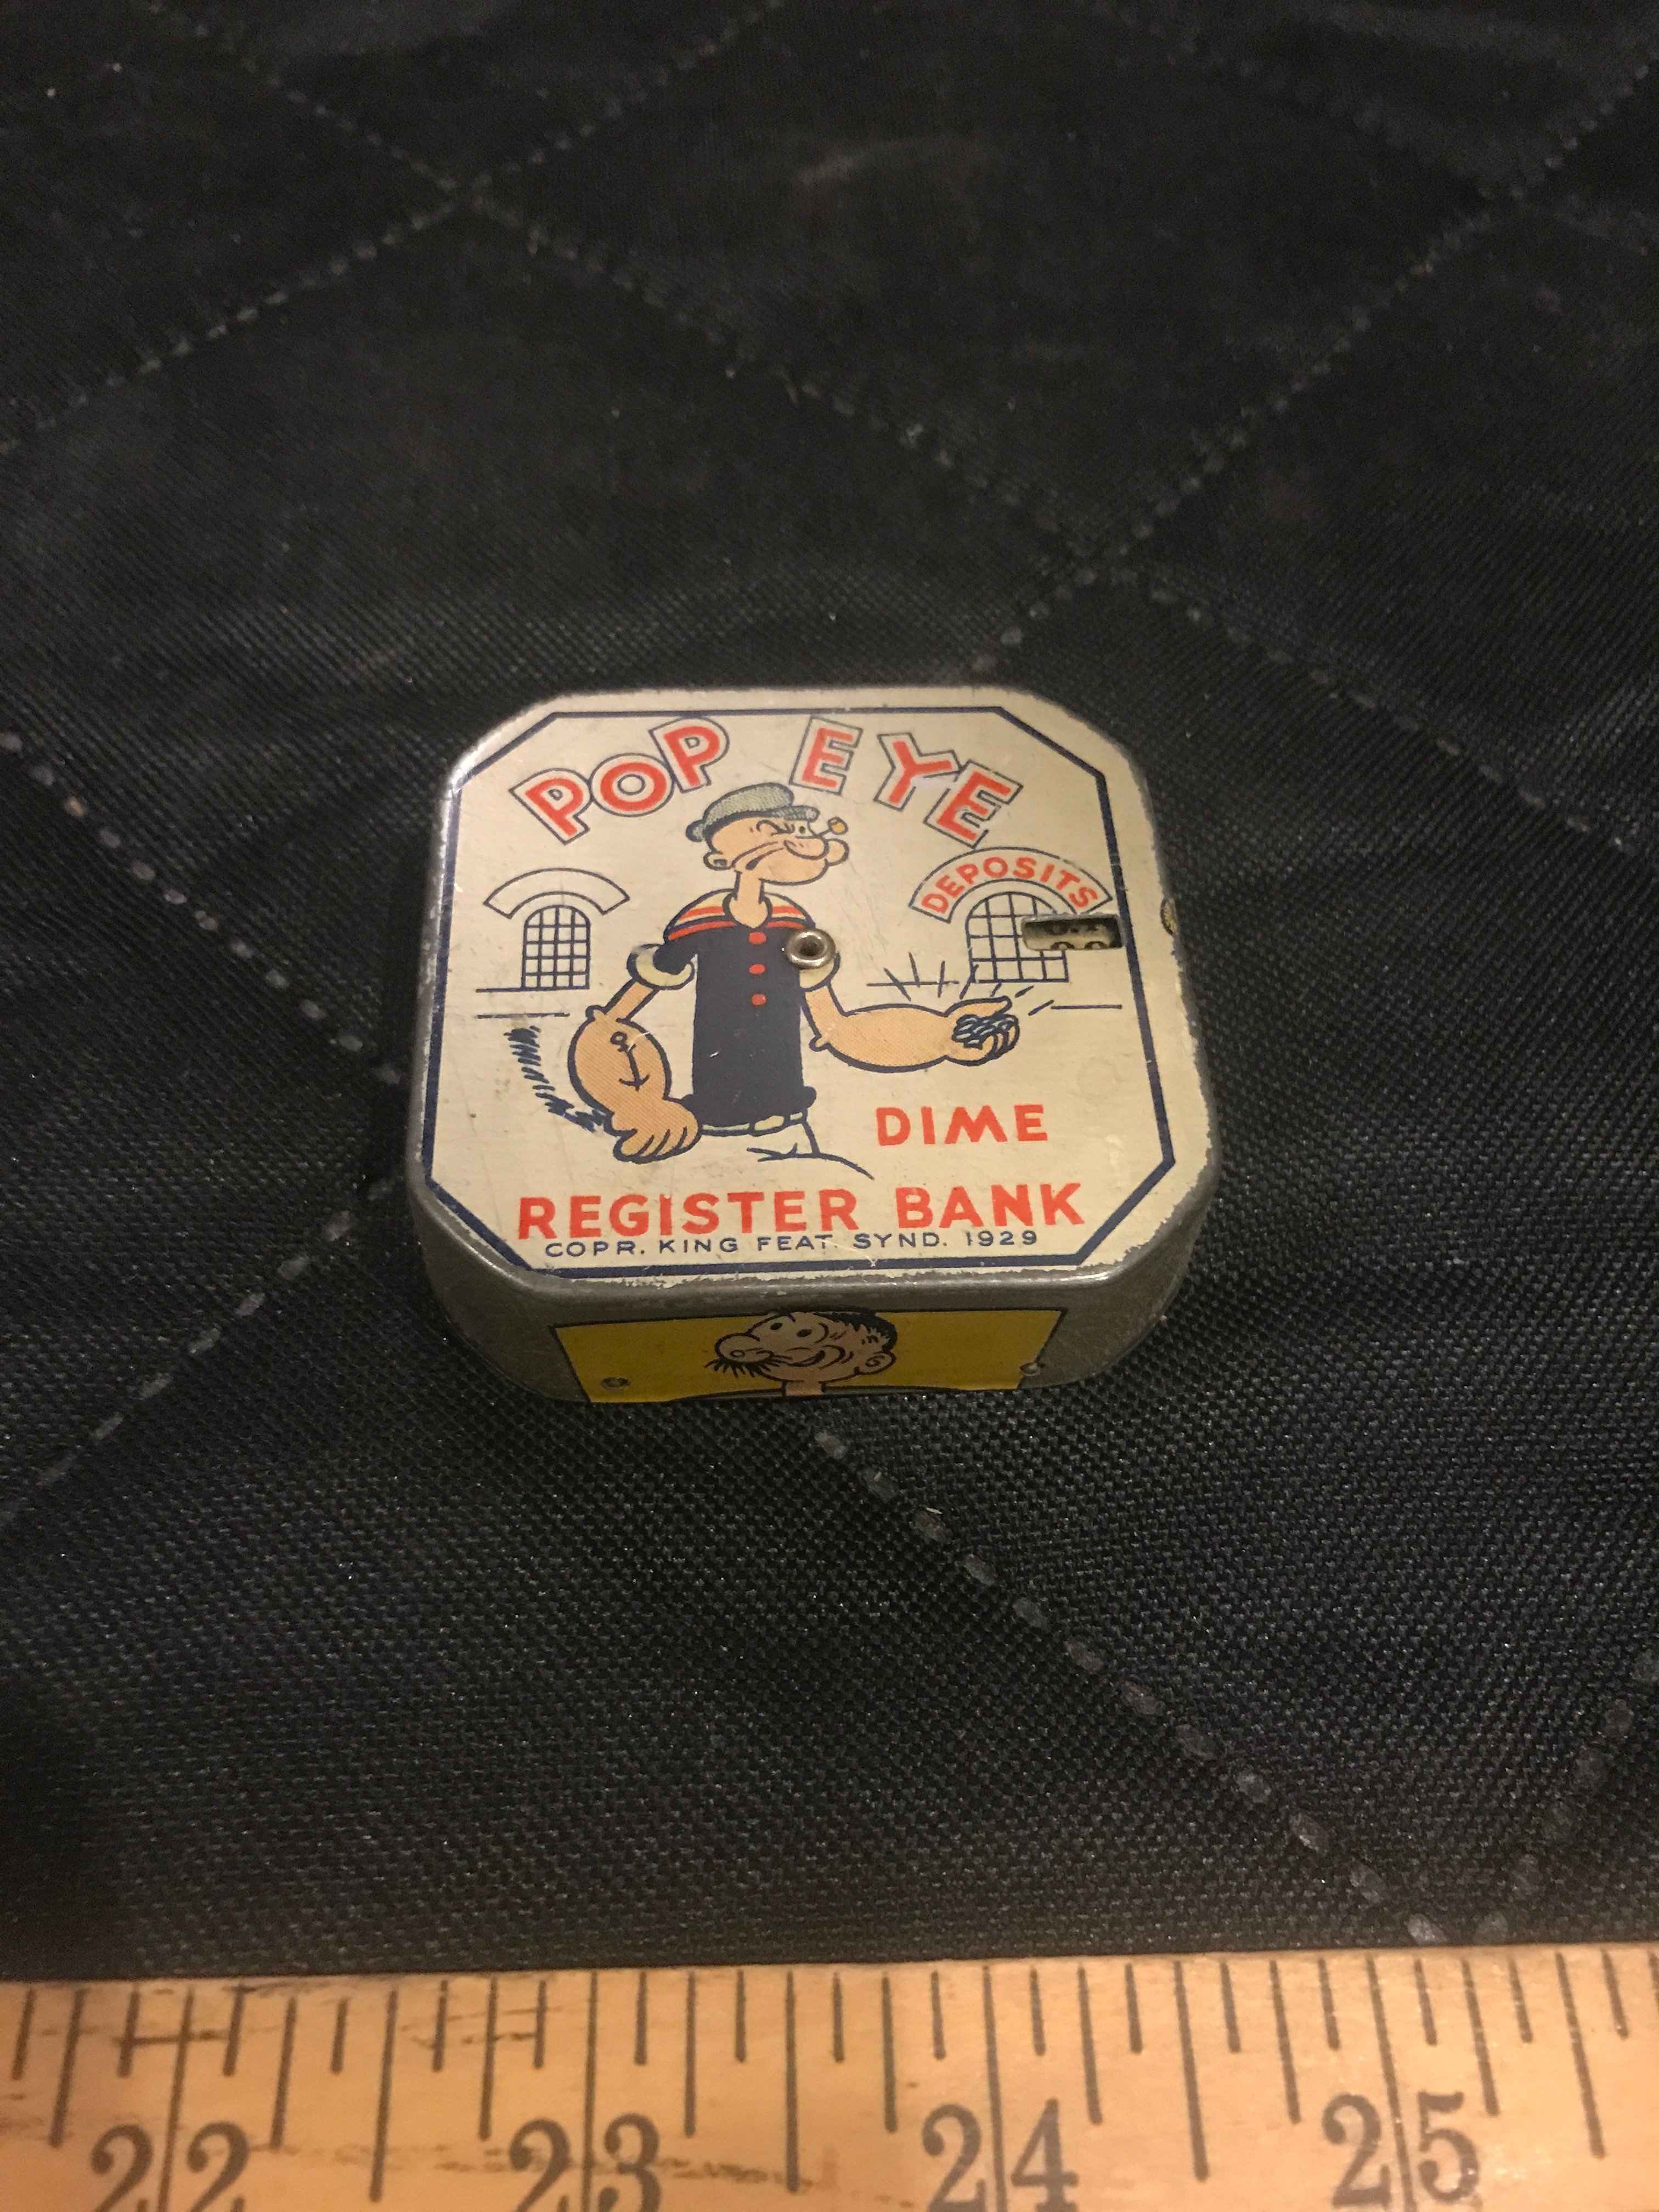 POP EYE
DEPOSITS
DIME
REGISTER BANK
COPR. KING FEAT. SYND. 1929
22 23 24 25